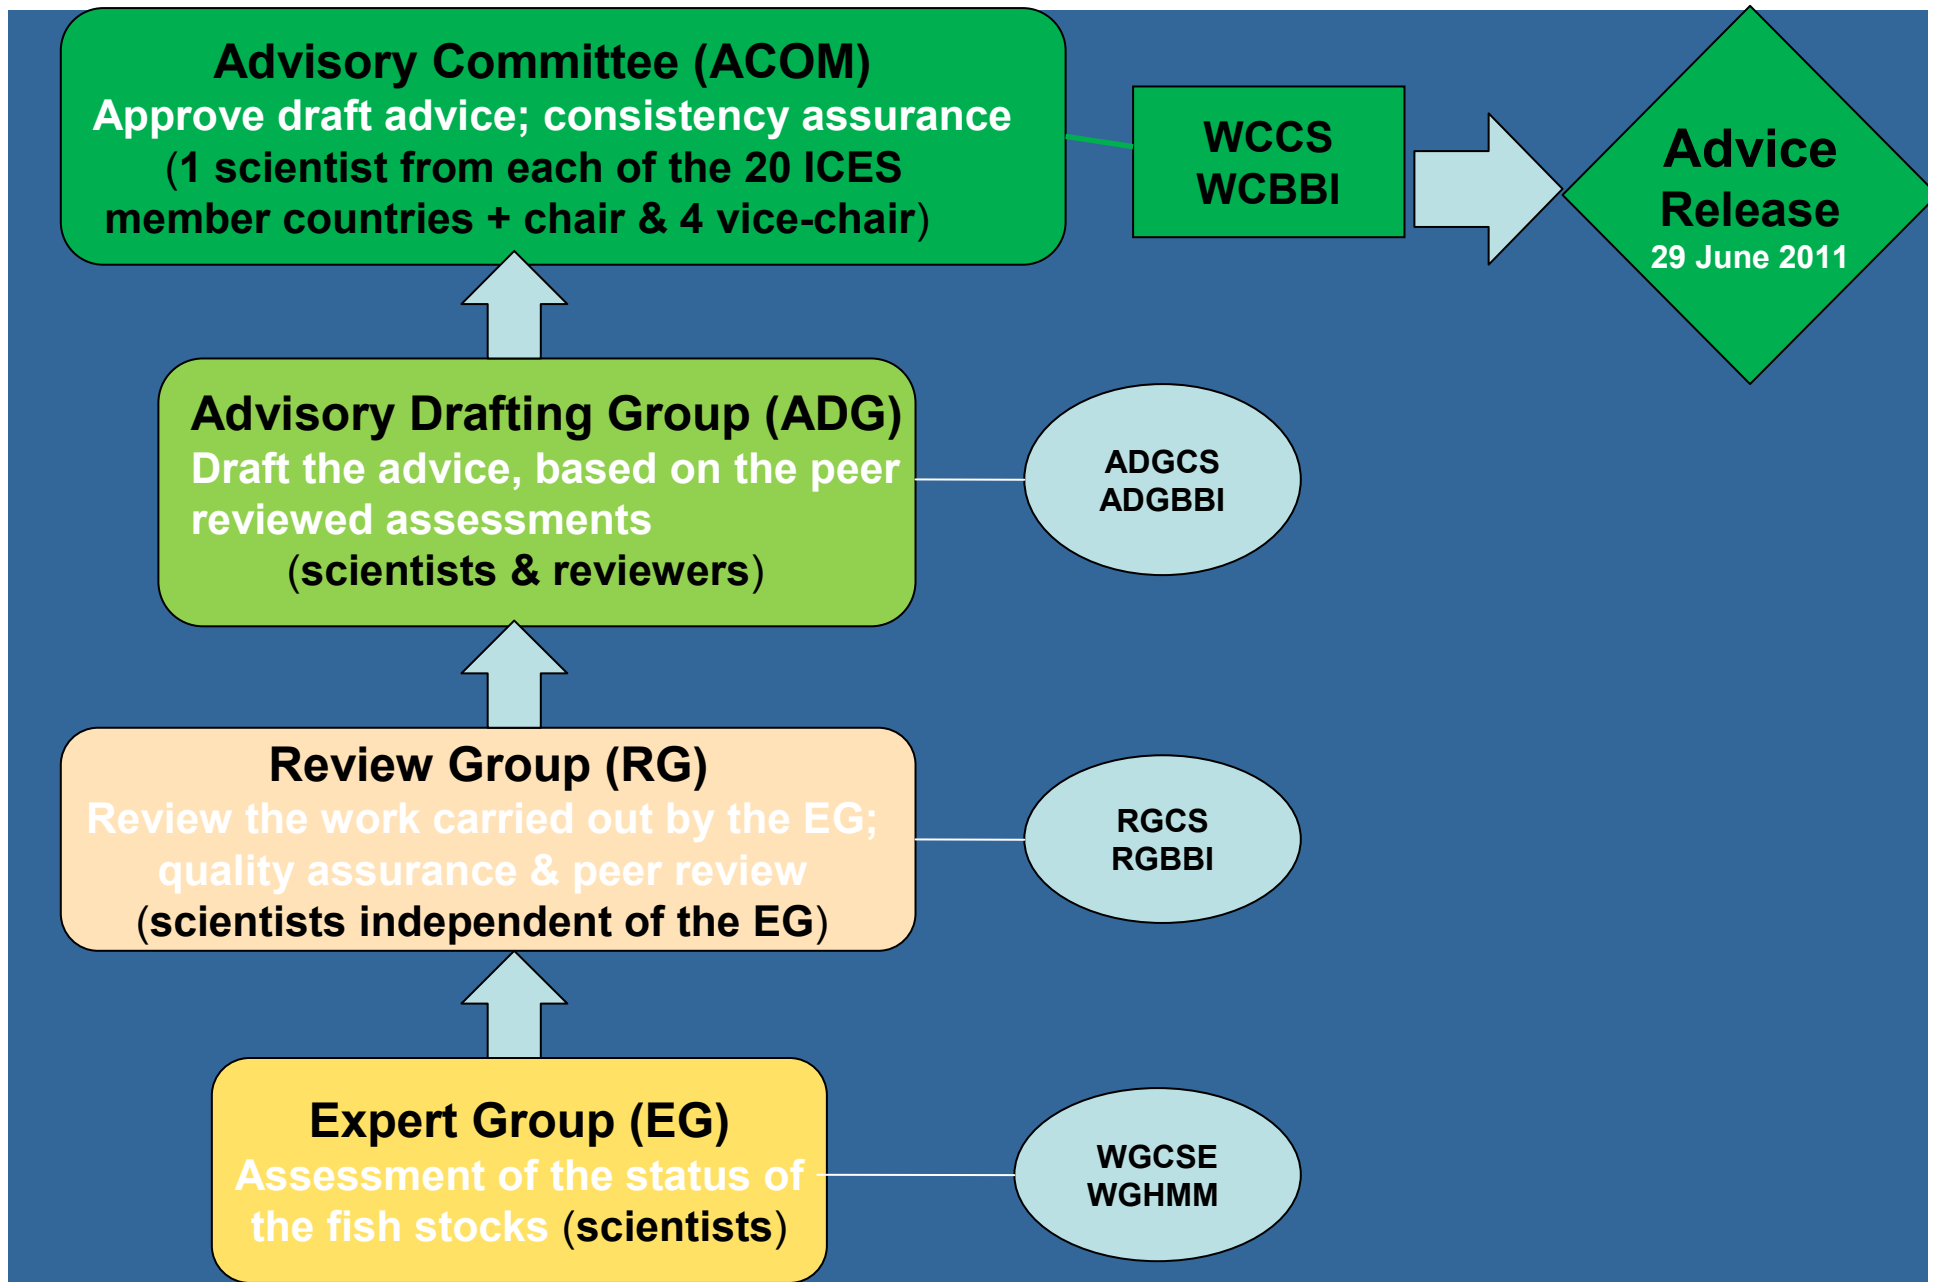 Advisory Committee (ACOM)
Approve draft advice; consistency assurance
(1 scientist from each of the 20 ICES
member countries + chair & 4 vice-chair)
WCCS
WCBBI
Advice
Release
29 June 2011
Advisory Drafting Group (ADG)
Draft the advice, based on the peer
reviewed assessments
(scientists & reviewers)
ADGCS
ADGBBI
Review Group (RG)
Review the work carried out by the EG;
quality assurance & peer review
(scientists independent of the EG)
RGCS
RGBBI
Expert Group (EG)
Assessment of the status of
the fish stocks (scientists)
WGCSE
WGHMM